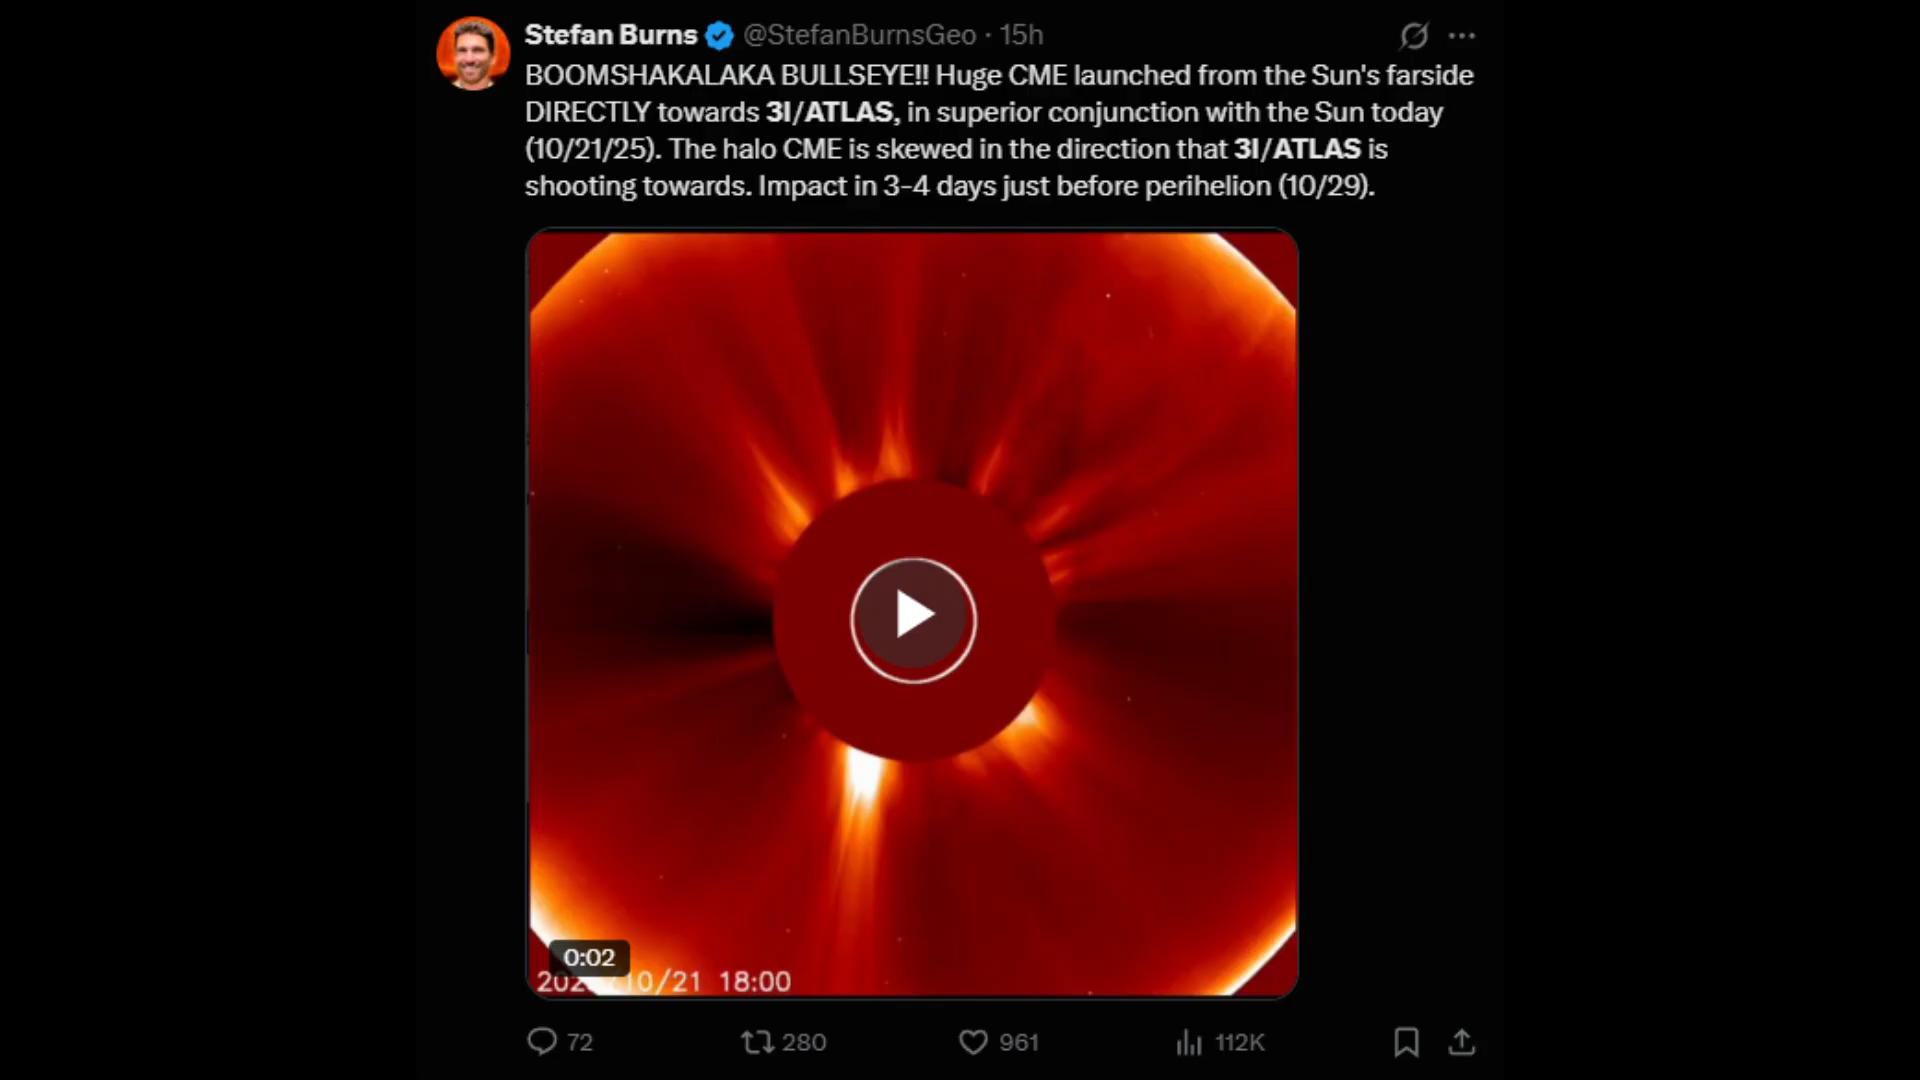 Stefan Burns @StefanBurnsGeo · 15h
BOOMSHAKALAKA BULLSEYE!! Huge CME launched from the Sun's farside
DIRECTLY towards 3I/ATLAS, in superior conjunction with the Sun today
(10/21/25). The halo CME is skewed in the direction that 3I/ATLAS is
shooting towards. Impact in 3-4 days just before perihelion (10/29).
0:02
10/21 18:00
72 280 961 112K